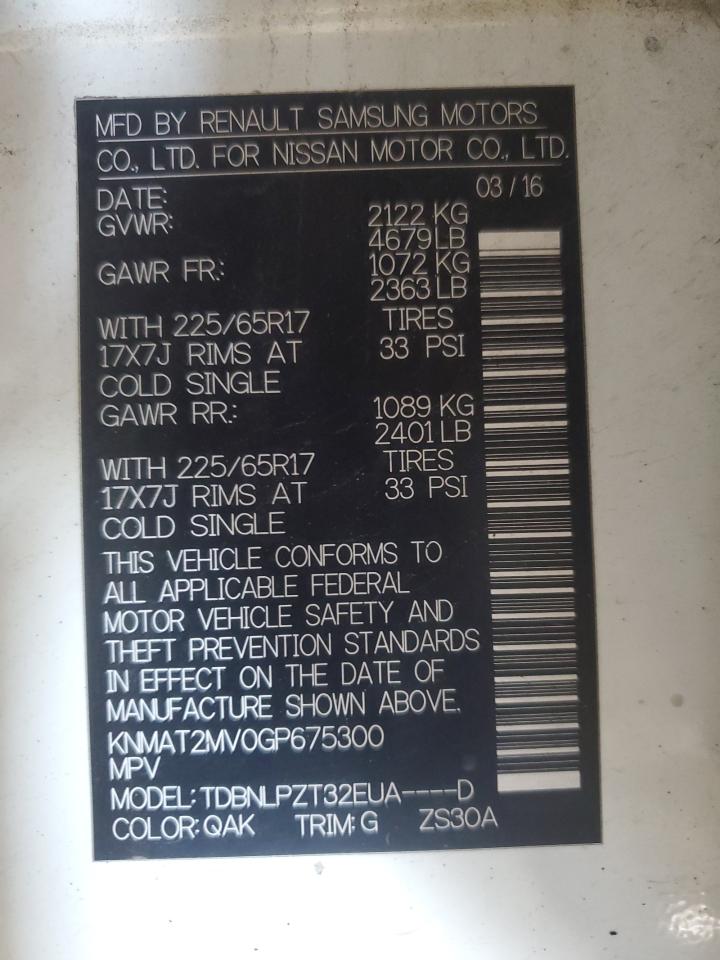 MFD BY RENAULT SAMSUNG MOTORS
CO., LTD. FOR NISSAN MOTOR CO., LTD.
DATE: 03 / 16
GVWR: 2122 KG
4679 LB
GAWR FR.: 1072 KG
2363 LB
WITH 225/65R17 TIRES
17X7J RIMS AT 33 PSI
COLD SINGLE
GAWR RR.: 1089 KG
2401 LB
WITH 225/65R17 TIRES
17X7J RIMS AT 33 PSI
COLD SINGLE
THIS VEHICLE CONFORMS TO
ALL APPLICABLE FEDERAL
MOTOR VEHICLE SAFETY AND
THEFT PREVENTION STANDARDS
IN EFFECT ON THE DATE OF
MANUFACTURE SHOWN ABOVE.
KNMAT2MV0GP675300
MPV
MODEL: TDBNLPZT32EUA----D
COLOR: QAK TRIM: G ZS30A